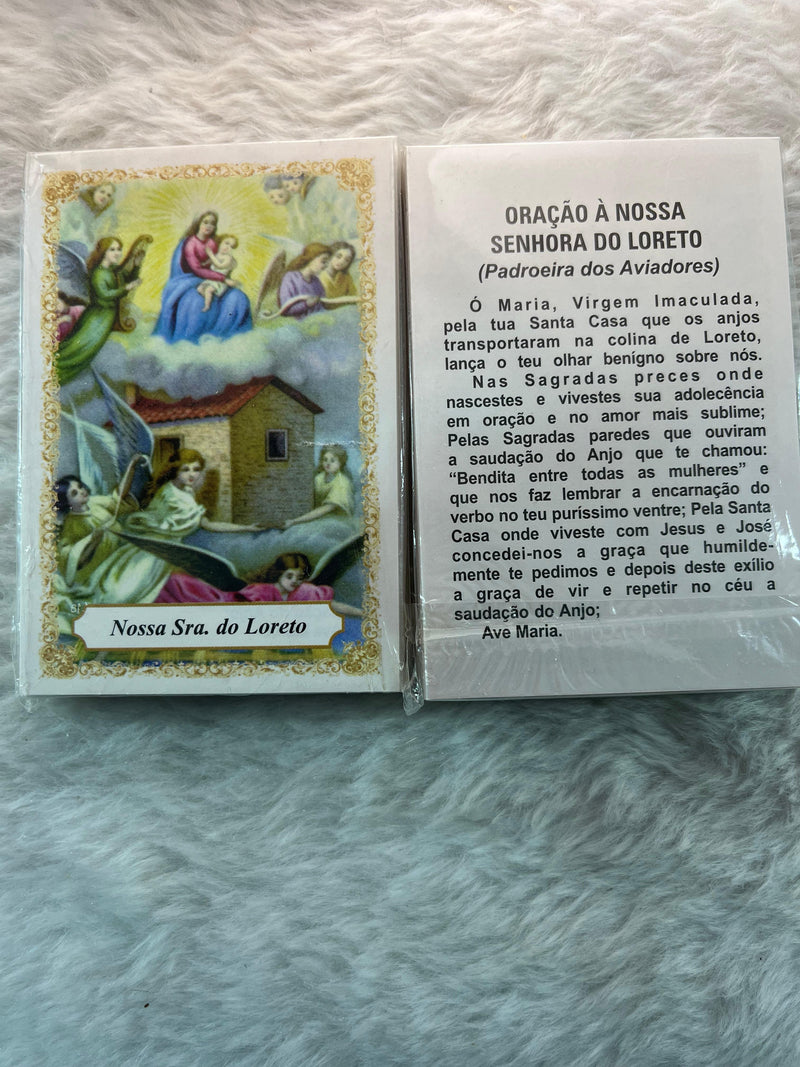 Nossa Sra. do Loreto
ORAÇÃO À NOSSA
SENHORA DO LORETO
(Padroeira dos Aviadores)
Ó Maria, Virgem Imaculada,
pela tua Santa Casa que os anjos
transportaram na colina de Loreto,
lança o teu olhar benígno sobre nós.
Nas Sagradas preces onde
nascestes e vivestes sua adolecência
em oração e no amor mais sublime;
Pelas Sagradas paredes que ouviram
a saudação do Anjo que te chamou:
“Bendita entre todas as mulheres” e
que nos faz lembrar a encarnação do
verbo no teu puríssimo ventre; Pela Santa
Casa onde viveste com Jesus e José
concedei-nos a graça que humilde-
mente te pedimos e depois deste exílio
a graça de vir e repetir no céu a
saudação do Anjo;
Ave Maria.